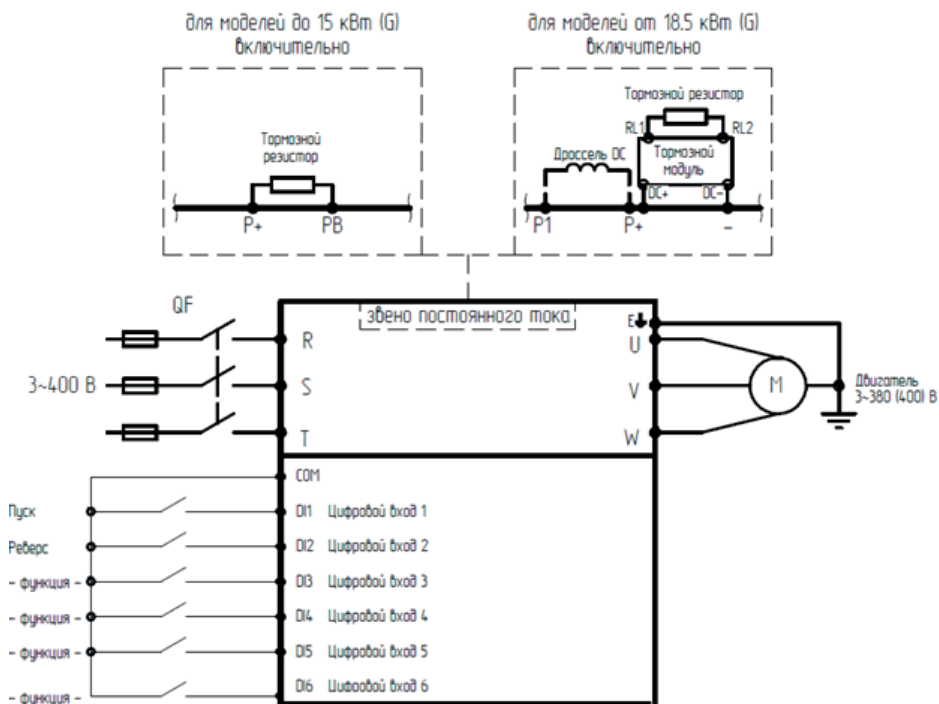 для моделей до 15 кВт (G)
включительно
для моделей от 18.5 кВт (G)
включительно
Тормозной
резистор
P+
PB
Тормозной резистор
RL1
RL2
Дроссель DC
Тормозной
модуль
DC+
DC-
P1
P+
-
QF
звено постоянного тока
E
R
U
3~400 В
S
V
M
Двигатель
3~380 (400) В
T
W
COM
Пуск
DI1 Цифровой вход 1
Реверс
DI2 Цифровой вход 2
- функция -
DI3 Цифровой вход 3
- функция -
DI4 Цифровой вход 4
- функция -
DI5 Цифровой вход 5
- функция -
DI6 Цифровой вход 6